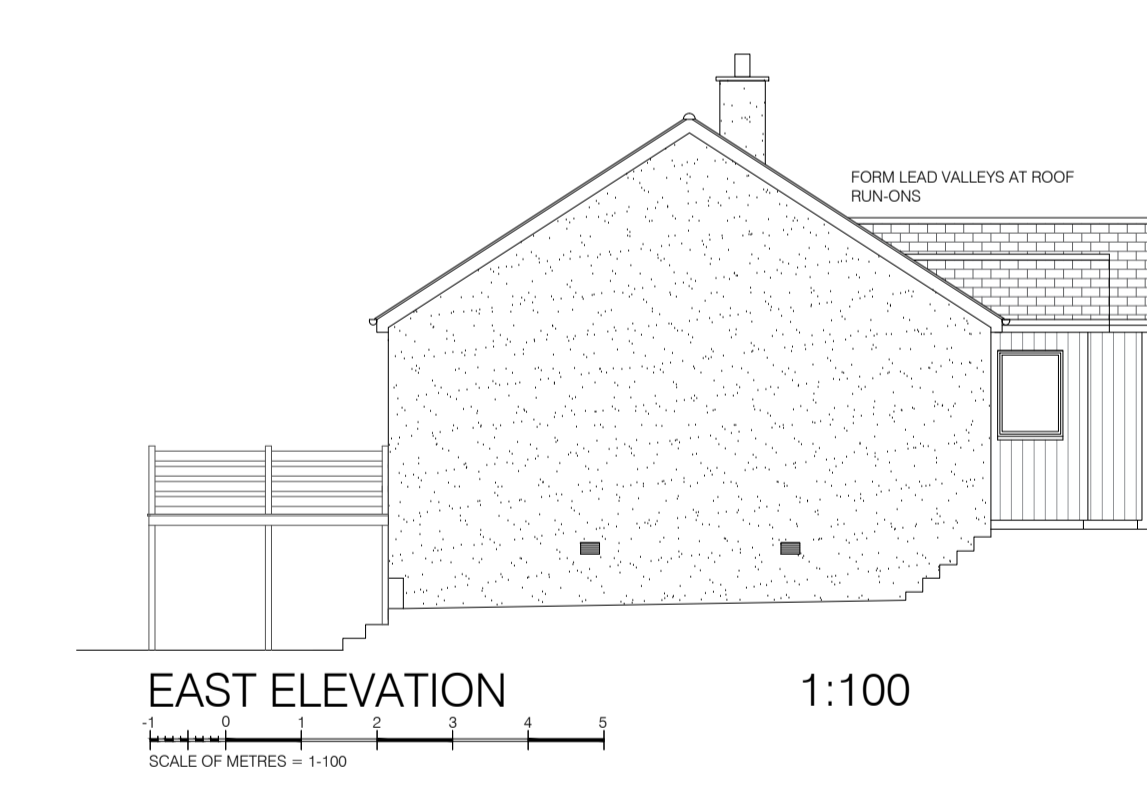 FORM LEAD VALLEYS AT ROOF
RUN-ONS
EAST ELEVATION 1:100
-1 0 1 2 3 4 5
SCALE OF METRES = 1-100